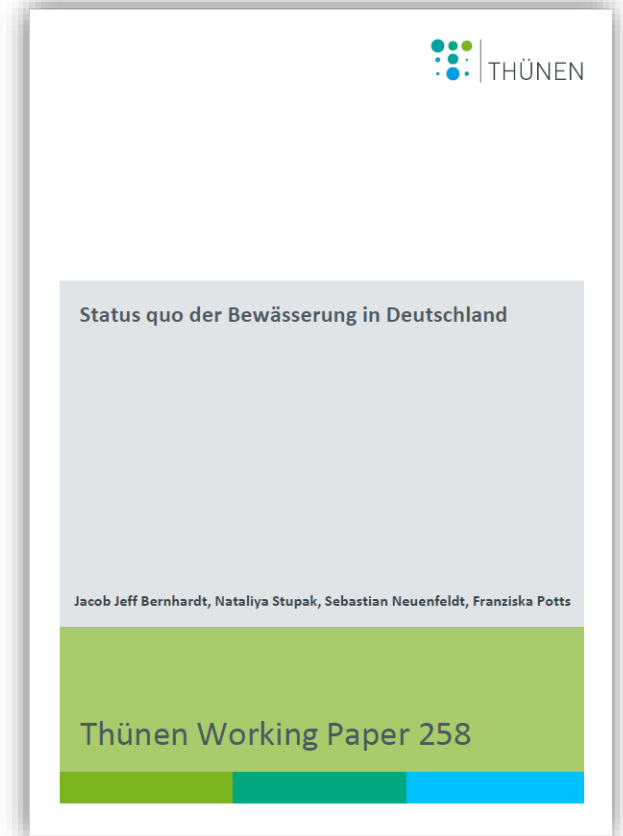 THÜNEN
Status quo der Bewässerung in Deutschland
Jacob Jeff Bernhardt, Nataliya Stupak, Sebastian Neuenfeldt, Franziska Potts
Thünen Working Paper 258